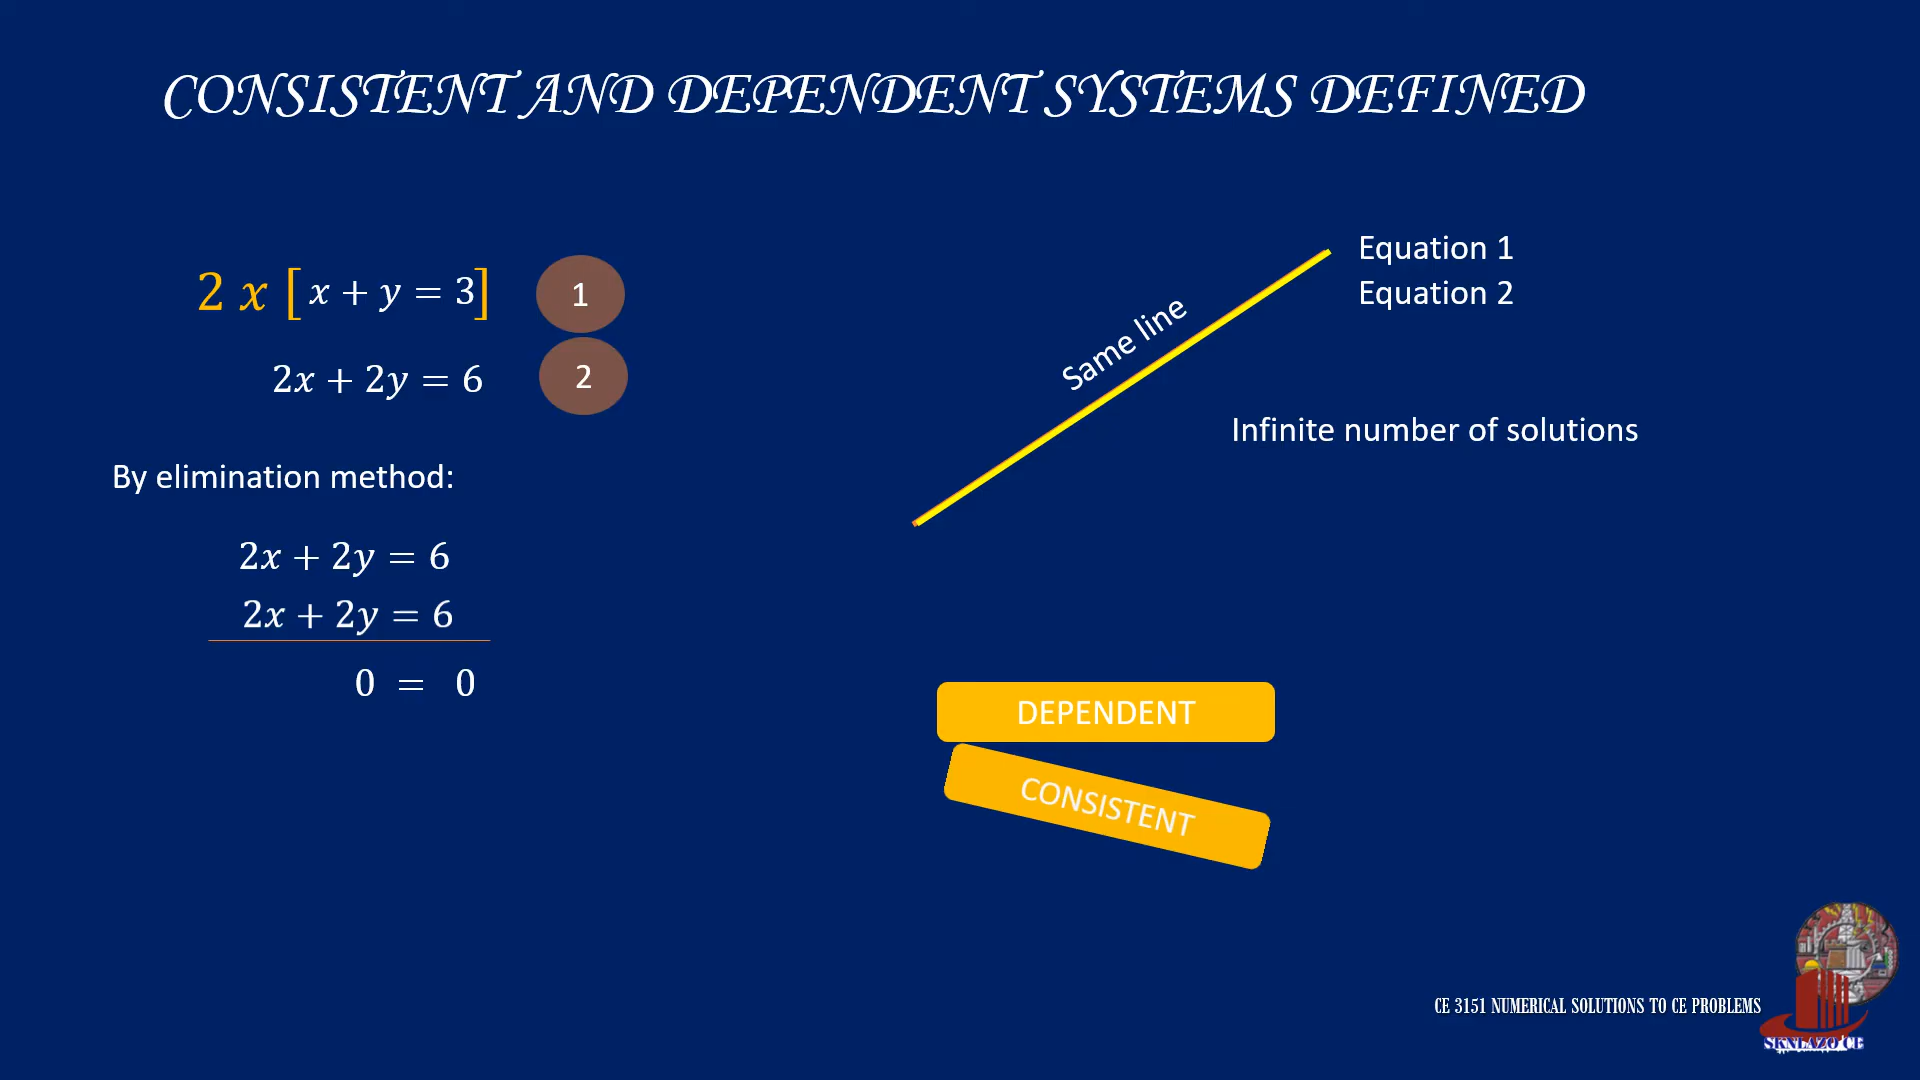 CONSISTENT AND DEPENDENT SYSTEMS DEFINED
2 x [x + y = 3]
1
2x + 2y = 6
2
By elimination method:
2x + 2y = 6
2x + 2y = 6
0 = 0
Equation 1
Equation 2
Same line
Infinite number of solutions
DEPENDENT
CONSISTENT
CE 3151 NUMERICAL SOLUTIONS TO CE PROBLEMS